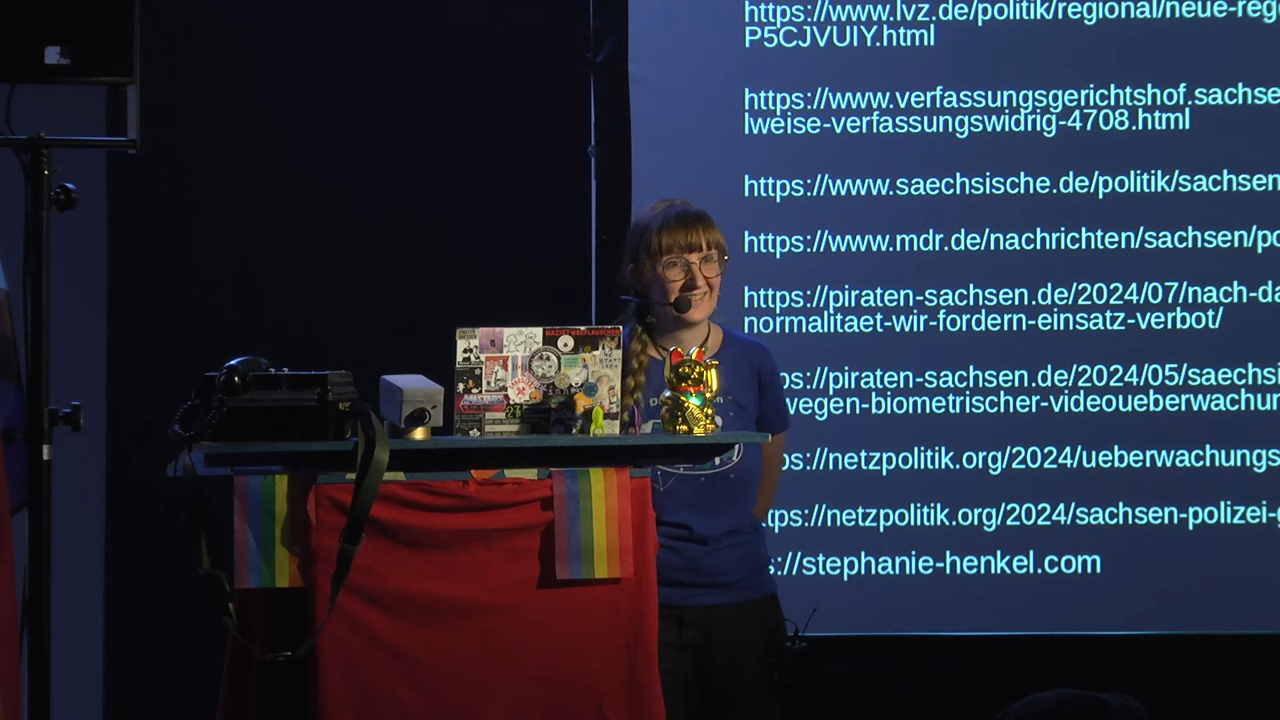 https://www.lvz.de/politik/regional/neue-reg
P5CJVUIY.html
https://www.verfassungsgerichtshof.sachse
lweise-verfassungswidrig-4708.html
https://www.saechsische.de/politik/sachsen
https://www.mdr.de/nachrichten/sachsen/po
https://piraten-sachsen.de/2024/07/nach-da
normalitaet-wir-fordern-einsatz-verbot/
ps://piraten-sachsen.de/2024/05/saechsi
wegen-biometrischer-videoueberwachun
ps://netzpolitik.org/2024/ueberwachungs
tps://netzpolitik.org/2024/sachsen-polizei-
s://stephanie-henkel.com
NAZIS WEGFLAUSCHEN